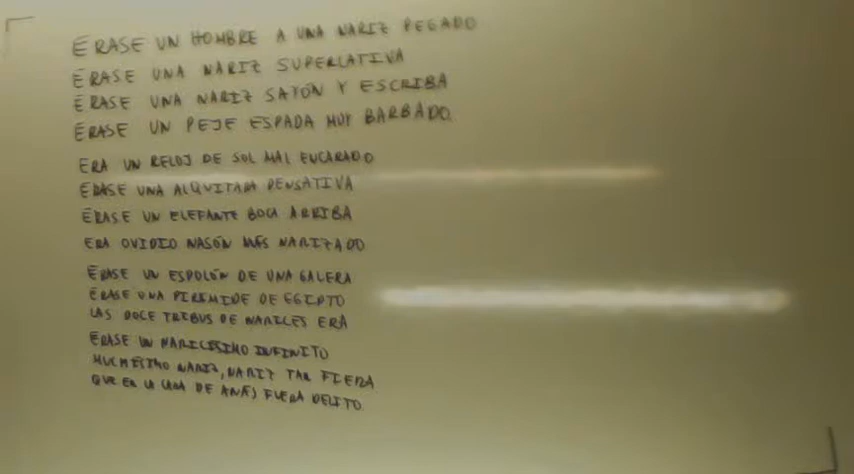 ÉRASE UN HOMBRE A UNA NARIZ PEGADO
ÉRASE UNA NARIZ SUPERLATIVA
ÉRASE UNA NARIZ SAYÓN Y ESCRIBA
ÉRASE UN PEJE ESPADA MUY BARBADO
ERA UN RELOJ DE SOL MAL ENCARADO
ÉRASE UNA ALQUITARA PENSATIVA
ÉRASE UN ELEFANTE BOCA ARRIBA
ERA OVIDIO NASÓN MÁS NARIZADO
ÉRASE UN ESPOLÓN DE UNA GALERA
ÉRASE UNA PIRÁMIDE DE EGIPTO
LAS DOCE TRIBUS DE NARICES ERA
ÉRASE UN NARICÍSIMO INFINITO
MUCHÍSIMO NARIZ, NARIZ TAN FIERA
QUE EN LA CARA DE ANÁS FUERA DELITO